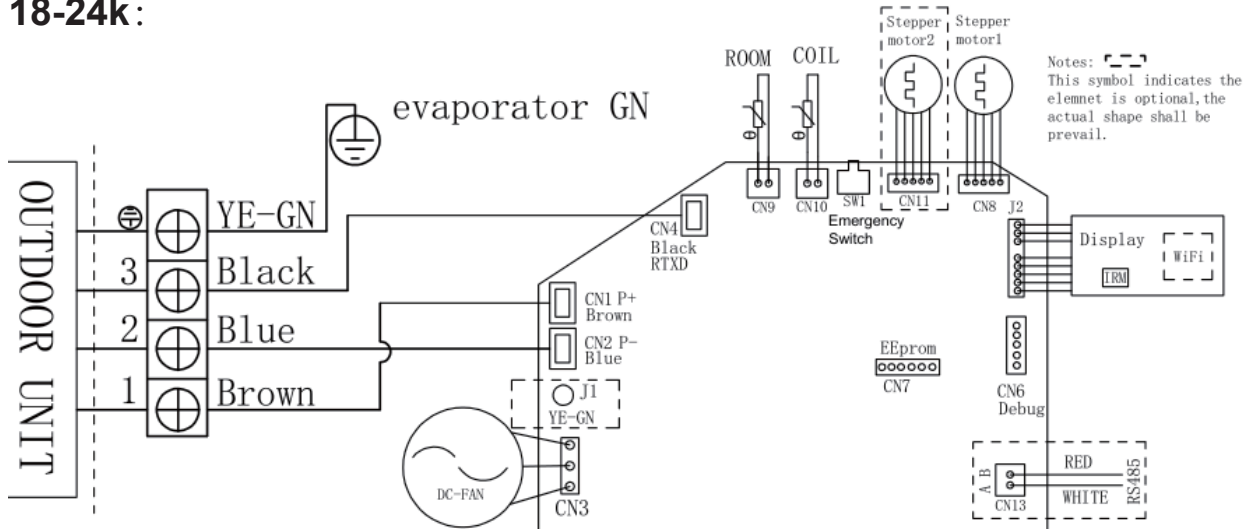 18-24k:
Stepper
motor2
Stepper
motor1
ROOM
COIL
Notes:
This symbol indicates the
elemnet is optional,the
actual shape shall be
prevail.
evaporator GN
OUTDOOR UNIT
YE-GN
3
Black
2
Blue
1
Brown
CN9
CN10
SW1
Emergency
Switch
CN11
CN8
J2
CN4
Black
RTXD
CN1 P+
Brown
CN2 P-
Blue
J1
YE-GN
DC-FAN
CN3
Display
WiFi
IRM
EEprom
CN7
CN6
Debug
A B
CN13
RED
WHITE
RS485
θ
θ